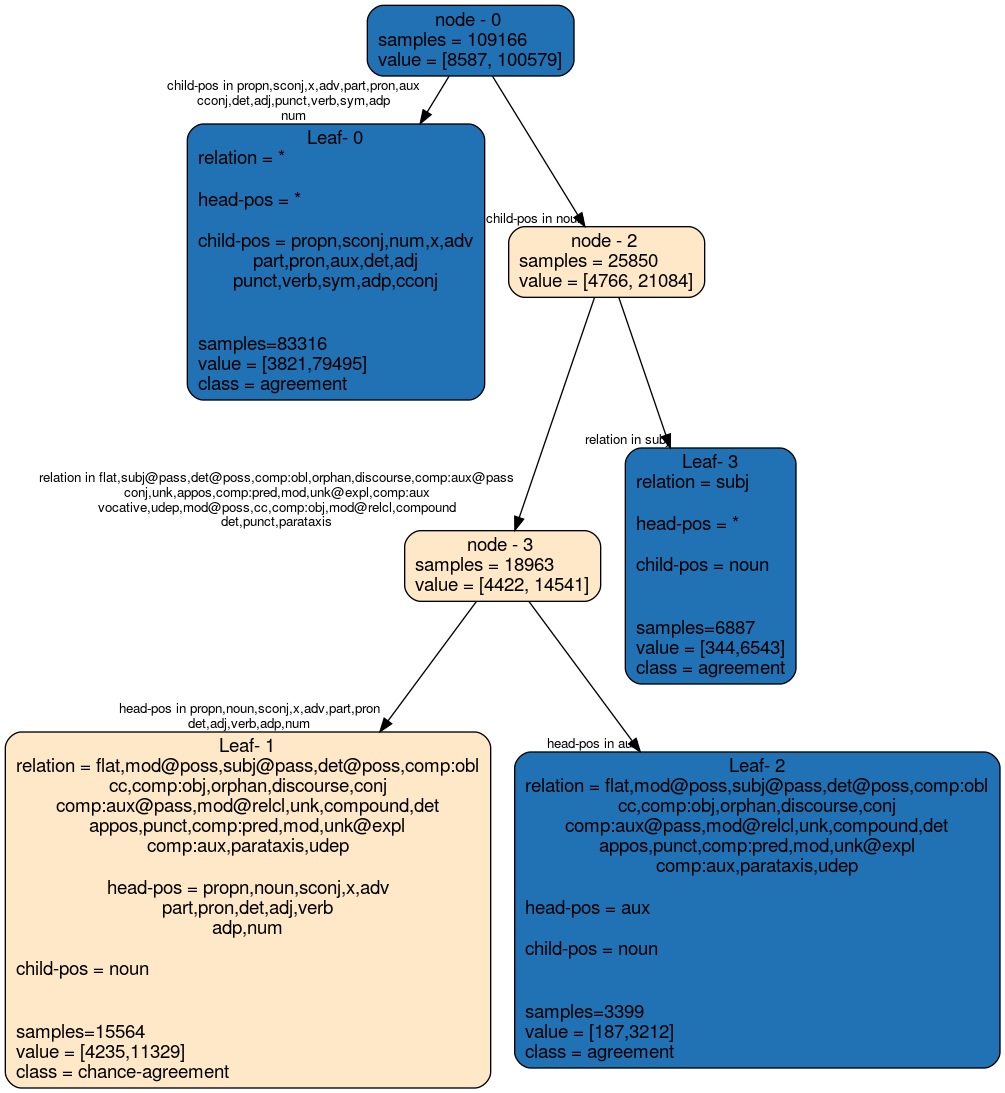 node - 0
samples = 109166
value = [8587, 100579]
child-pos in propn,sconj,x,adv,part,pron,aux
cconj,det,adj,punct,verb,sym,adp
num
Leaf- 0
relation = *
head-pos = *
child-pos = propn,sconj,num,x,adv
part,pron,aux,det,adj
punct,verb,sym,adp,cconj
samples=83316
value = [3821,79495]
class = agreement
child-pos in noun
node - 2
samples = 25850
value = [4766, 21084]
relation in flat,subj@pass,det@poss,comp:obl,orphan,discourse,comp:aux@pass
conj,unk,appos,comp:pred,mod,unk@expl,comp:aux
vocative,udep,mod@poss,cc,comp:obj,mod@relcl,compound
det,punct,parataxis
relation in subj
Leaf- 3
relation = subj
head-pos = *
child-pos = noun
samples=6887
value = [344,6543]
class = agreement
node - 3
samples = 18963
value = [4422, 14541]
head-pos in propn,noun,sconj,x,adv,part,pron
det,adj,verb,adp,num
Leaf- 1
relation = flat,mod@poss,subj@pass,det@poss,comp:obl
cc,comp:obj,orphan,discourse,conj
comp:aux@pass,mod@relcl,unk,compound,det
appos,punct,comp:pred,mod,unk@expl
comp:aux,parataxis,udep
head-pos = propn,noun,sconj,x,adv
part,pron,det,adj,verb
adp,num
child-pos = noun
samples=15564
value = [4235,11329]
class = chance-agreement
head-pos in aux
Leaf- 2
relation = flat,mod@poss,subj@pass,det@poss,comp:obl
cc,comp:obj,orphan,discourse,conj
comp:aux@pass,mod@relcl,unk,compound,det
appos,punct,comp:pred,mod,unk@expl
comp:aux,parataxis,udep
head-pos = aux
child-pos = noun
samples=3399
value = [187,3212]
class = agreement